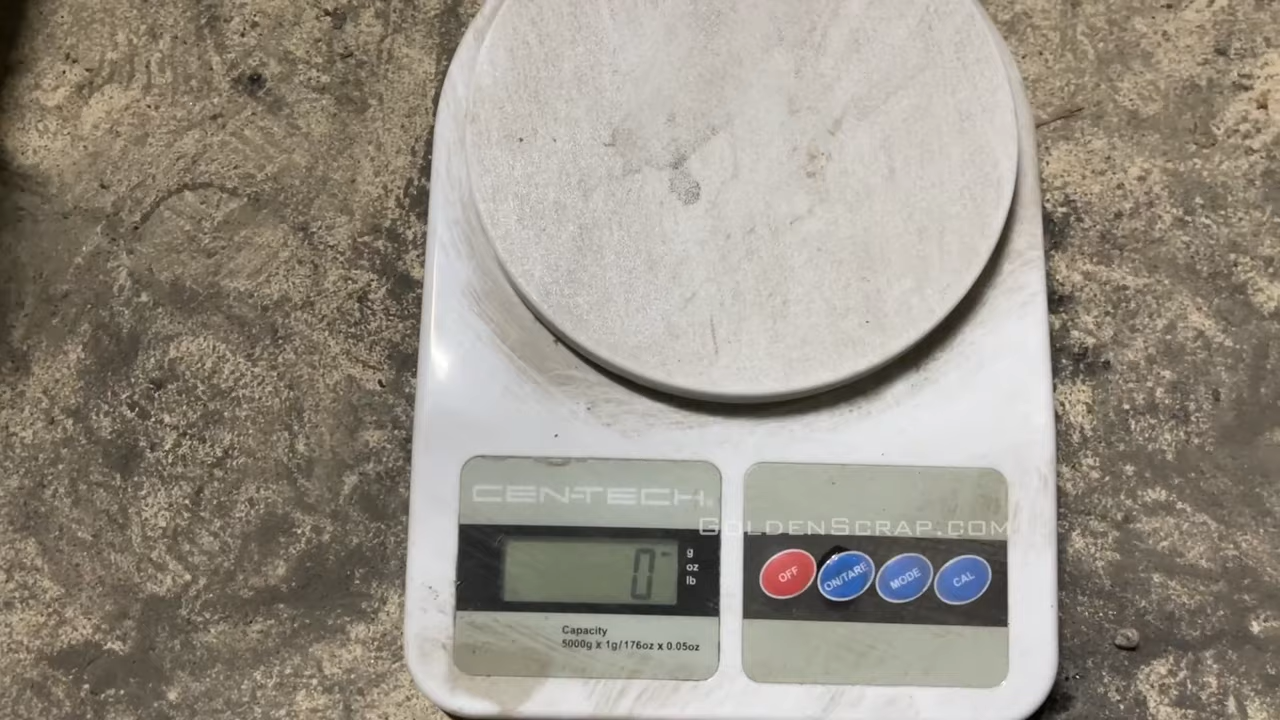 CEN-TECH®
GoldenScrap.com
0
g
oz
lb
OFF
ON/TARE
MODE
CAL
Capacity
5000g x 1g/176oz x 0.05oz